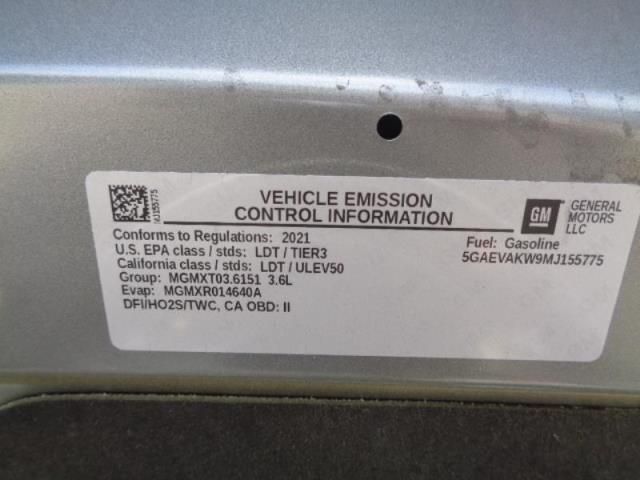 MJ155775
VEHICLE EMISSION
CONTROL INFORMATION
GM
GENERAL
MOTORS
LLC
Conforms to Regulations: 2021
U.S. EPA class / stds: LDT / TIER3
California class / stds: LDT / ULEV50
Group: MGMXT03.6151 3.6L
Evap: MGMXR014640A
DFI/HO2S/TWC, CA OBD: II
Fuel: Gasoline
5GAEVAKW9MJ155775